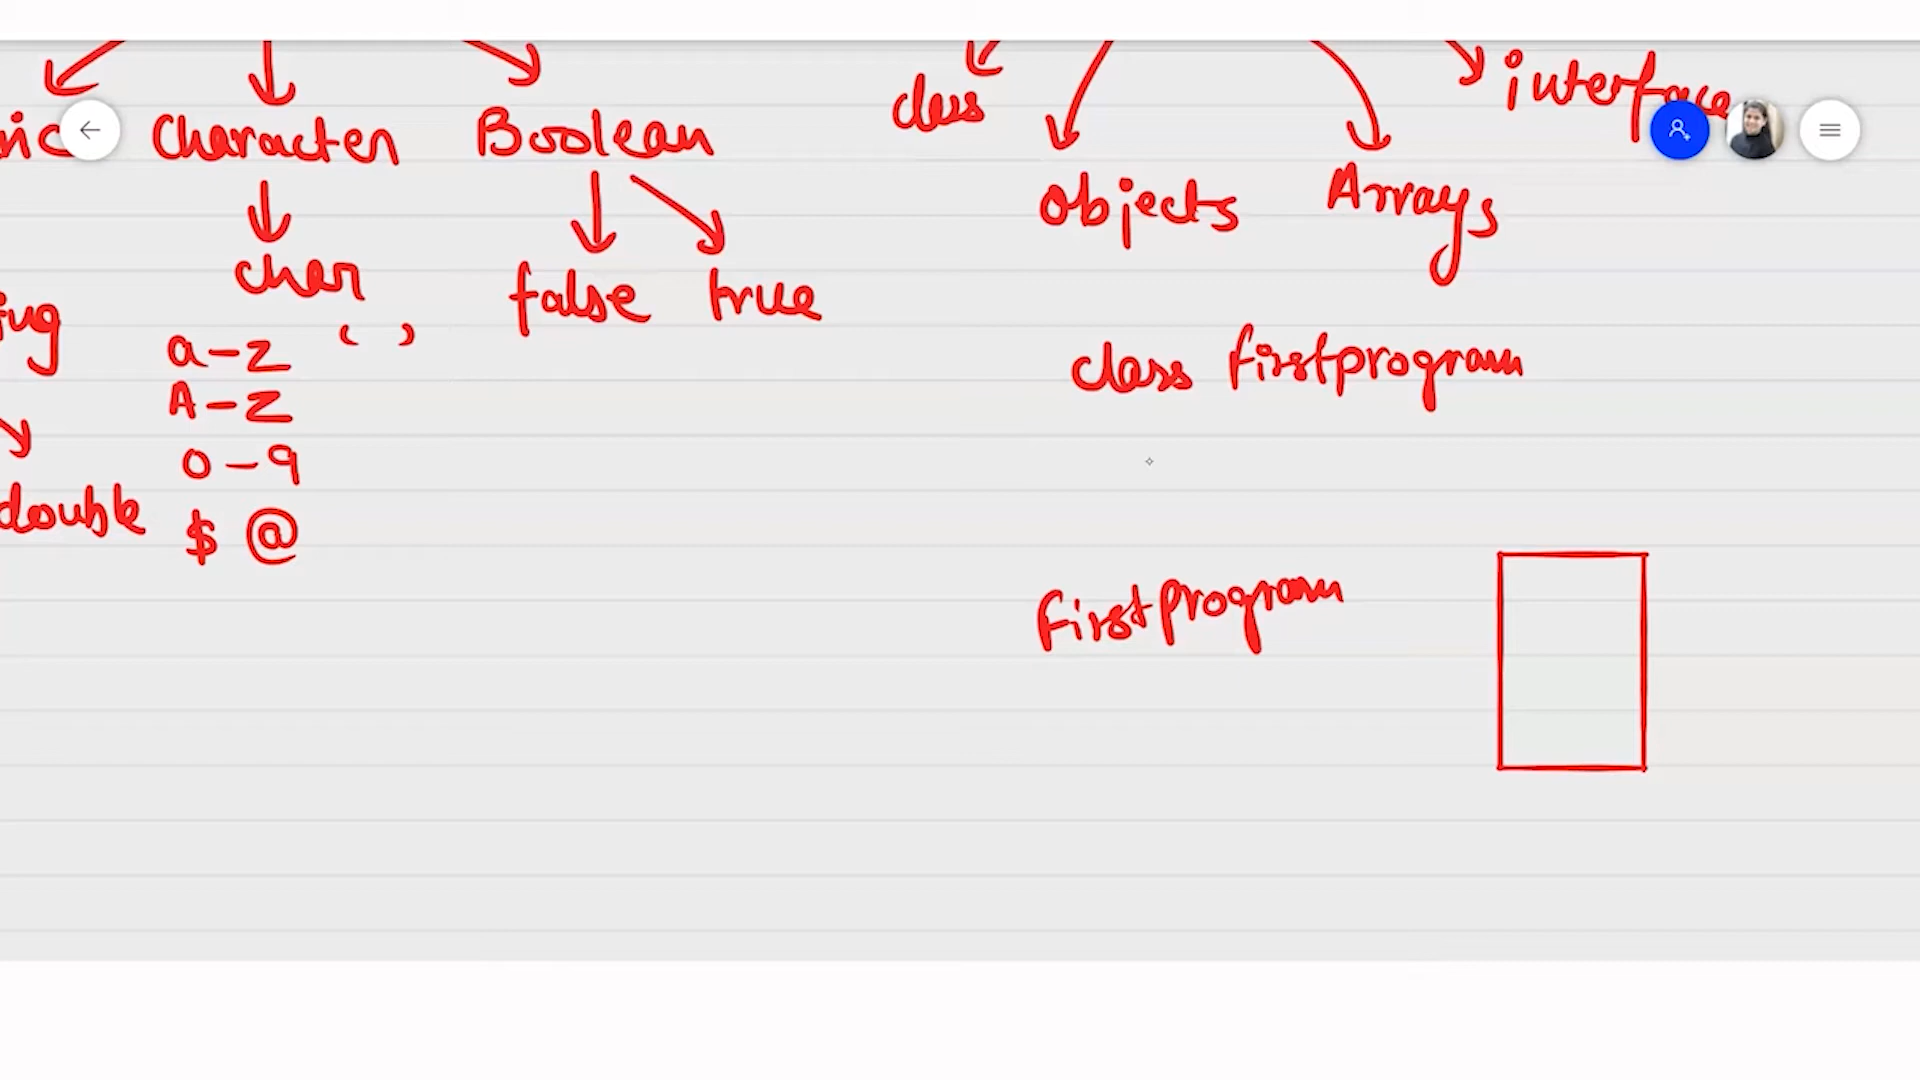 class
interface
Character
Boolean
objects
Arrays
char
false
true
a-z ‘ ’
A-Z
0-9
double
$ @
class firstprogram
Firstprogram